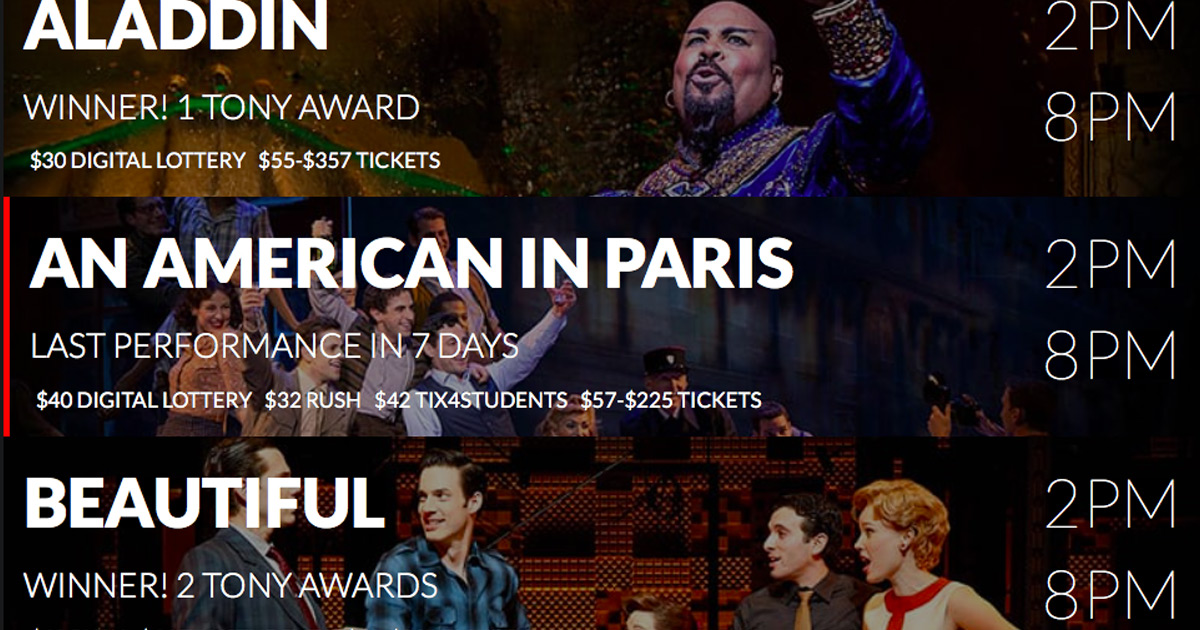 ALADDIN
2PM
WINNER! 1 TONY AWARD
8PM
$30 DIGITAL LOTTERY $55-$357 TICKETS
AN AMERICAN IN PARIS
2PM
LAST PERFORMANCE IN 7 DAYS
8PM
$40 DIGITAL LOTTERY $32 RUSH $42 TIX4STUDENTS $57-$225 TICKETS
BEAUTIFUL
2PM
WINNER! 2 TONY AWARDS
8PM